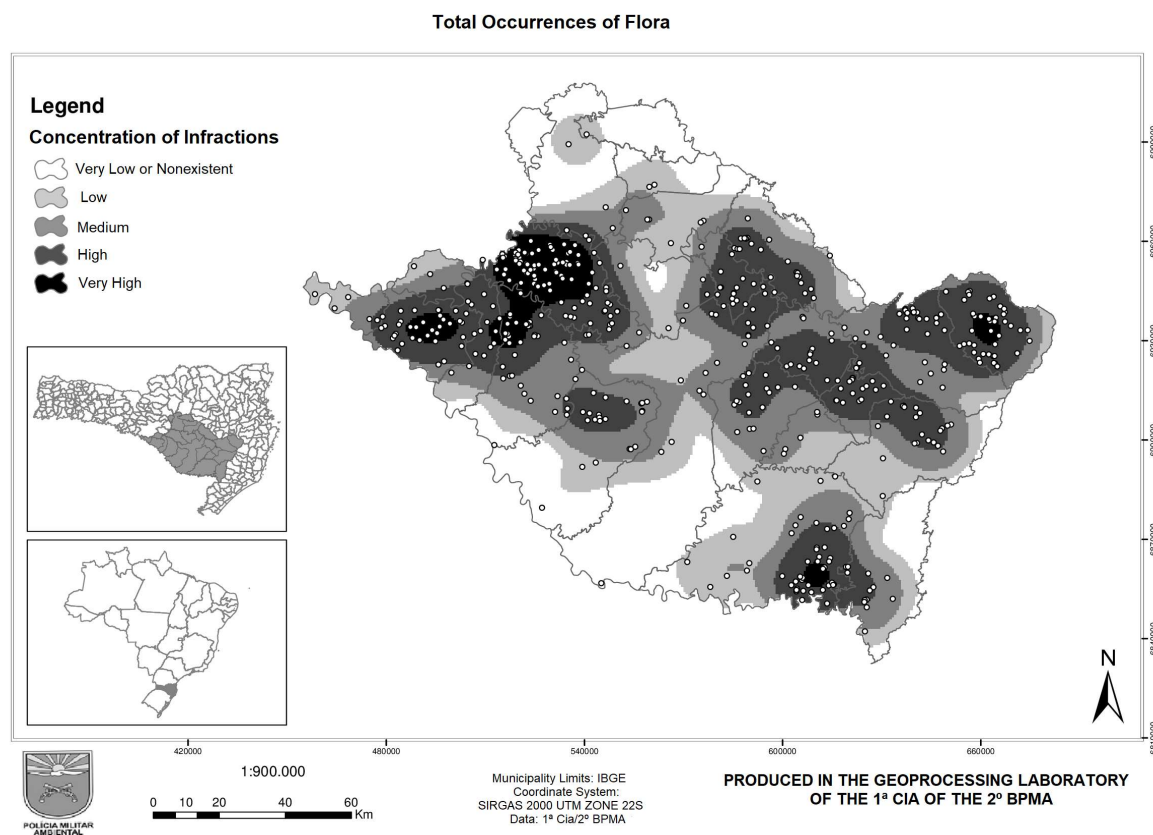 Total Occurrences of Flora
Legend
Concentration of Infractions
Very Low or Nonexistent
Low
Medium
High
Very High
N
420000
480000
540000
600000
660000
POLÍCIA MILITAR
AMBIENTAL
1:900.000
0 10 20 40 60
Km
Municipality Limits: IBGE
Coordinate System:
SIRGAS 2000 UTM ZONE 22S
Data: 1ª Cia/2º BPMA
PRODUCED IN THE GEOPROCESSING LABORATORY
OF THE 1ª CIA OF THE 2º BPMA